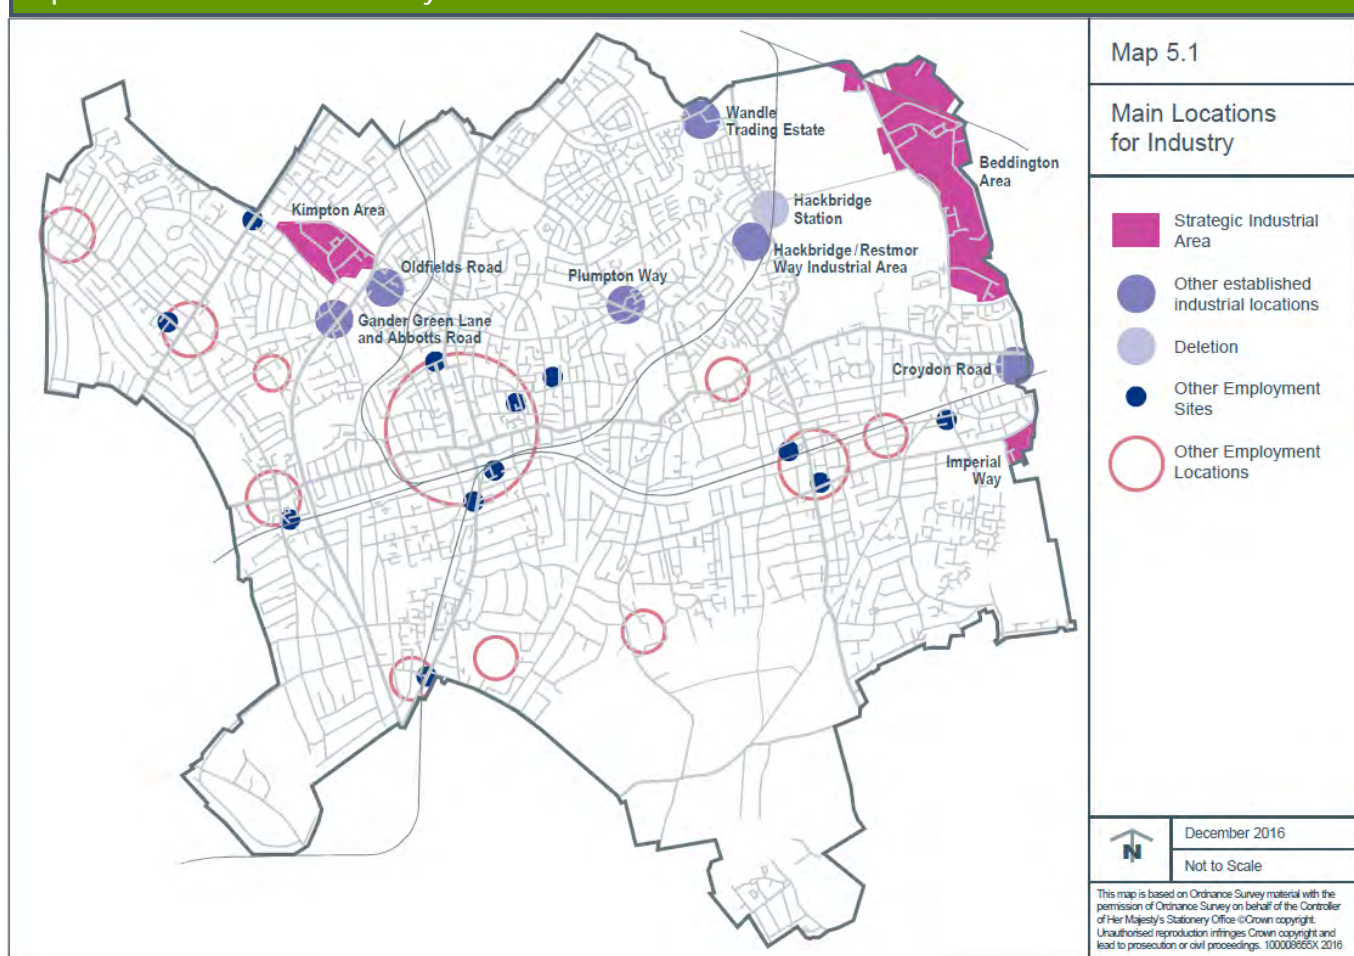 Map 5.1
Main Locations
for Industry
Strategic Industrial
Area
Other established
industrial locations
Deletion
Other Employment
Sites
Other Employment
Locations
Wandle
Trading Estate
Beddington
Area
Kimpton Area
Hackbridge
Station
Oldfields Road
Plumpton Way
Hackbridge / Restmor
Way Industrial Area
Gander Green Lane
and Abbotts Road
Croydon Road
Imperial
Way
N
December 2016
Not to Scale
This map is based on Ordnance Survey material with the
permission of Ordnance Survey on behalf of the Controller
of Her Majesty's Stationery Office ©Crown copyright.
Unauthorised reproduction infringes Crown copyright and
lead to prosecution or civil proceedings. 100008655X 2016